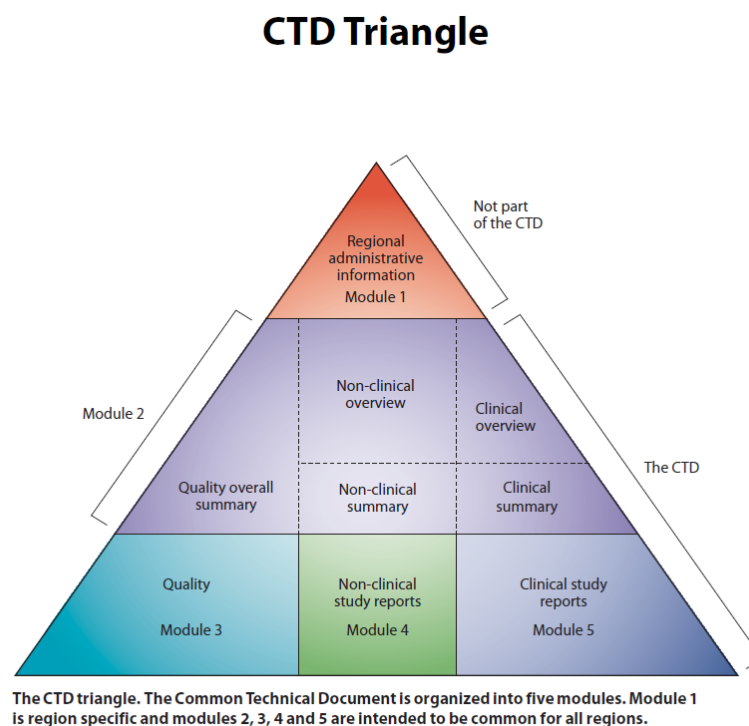 CTD Triangle
Not part
of the CTD
Regional
administrative
information
Module 1
Module 2
Non-clinical
overview
Clinical
overview
The CTD
Quality overall
summary
Non-clinical
summary
Clinical
summary
Quality
Module 3
Non-clinical
study reports
Module 4
Clinical study
reports
Module 5
The CTD triangle. The Common Technical Document is organized into five modules. Module 1
is region specific and modules 2, 3, 4 and 5 are intended to be common for all regions.